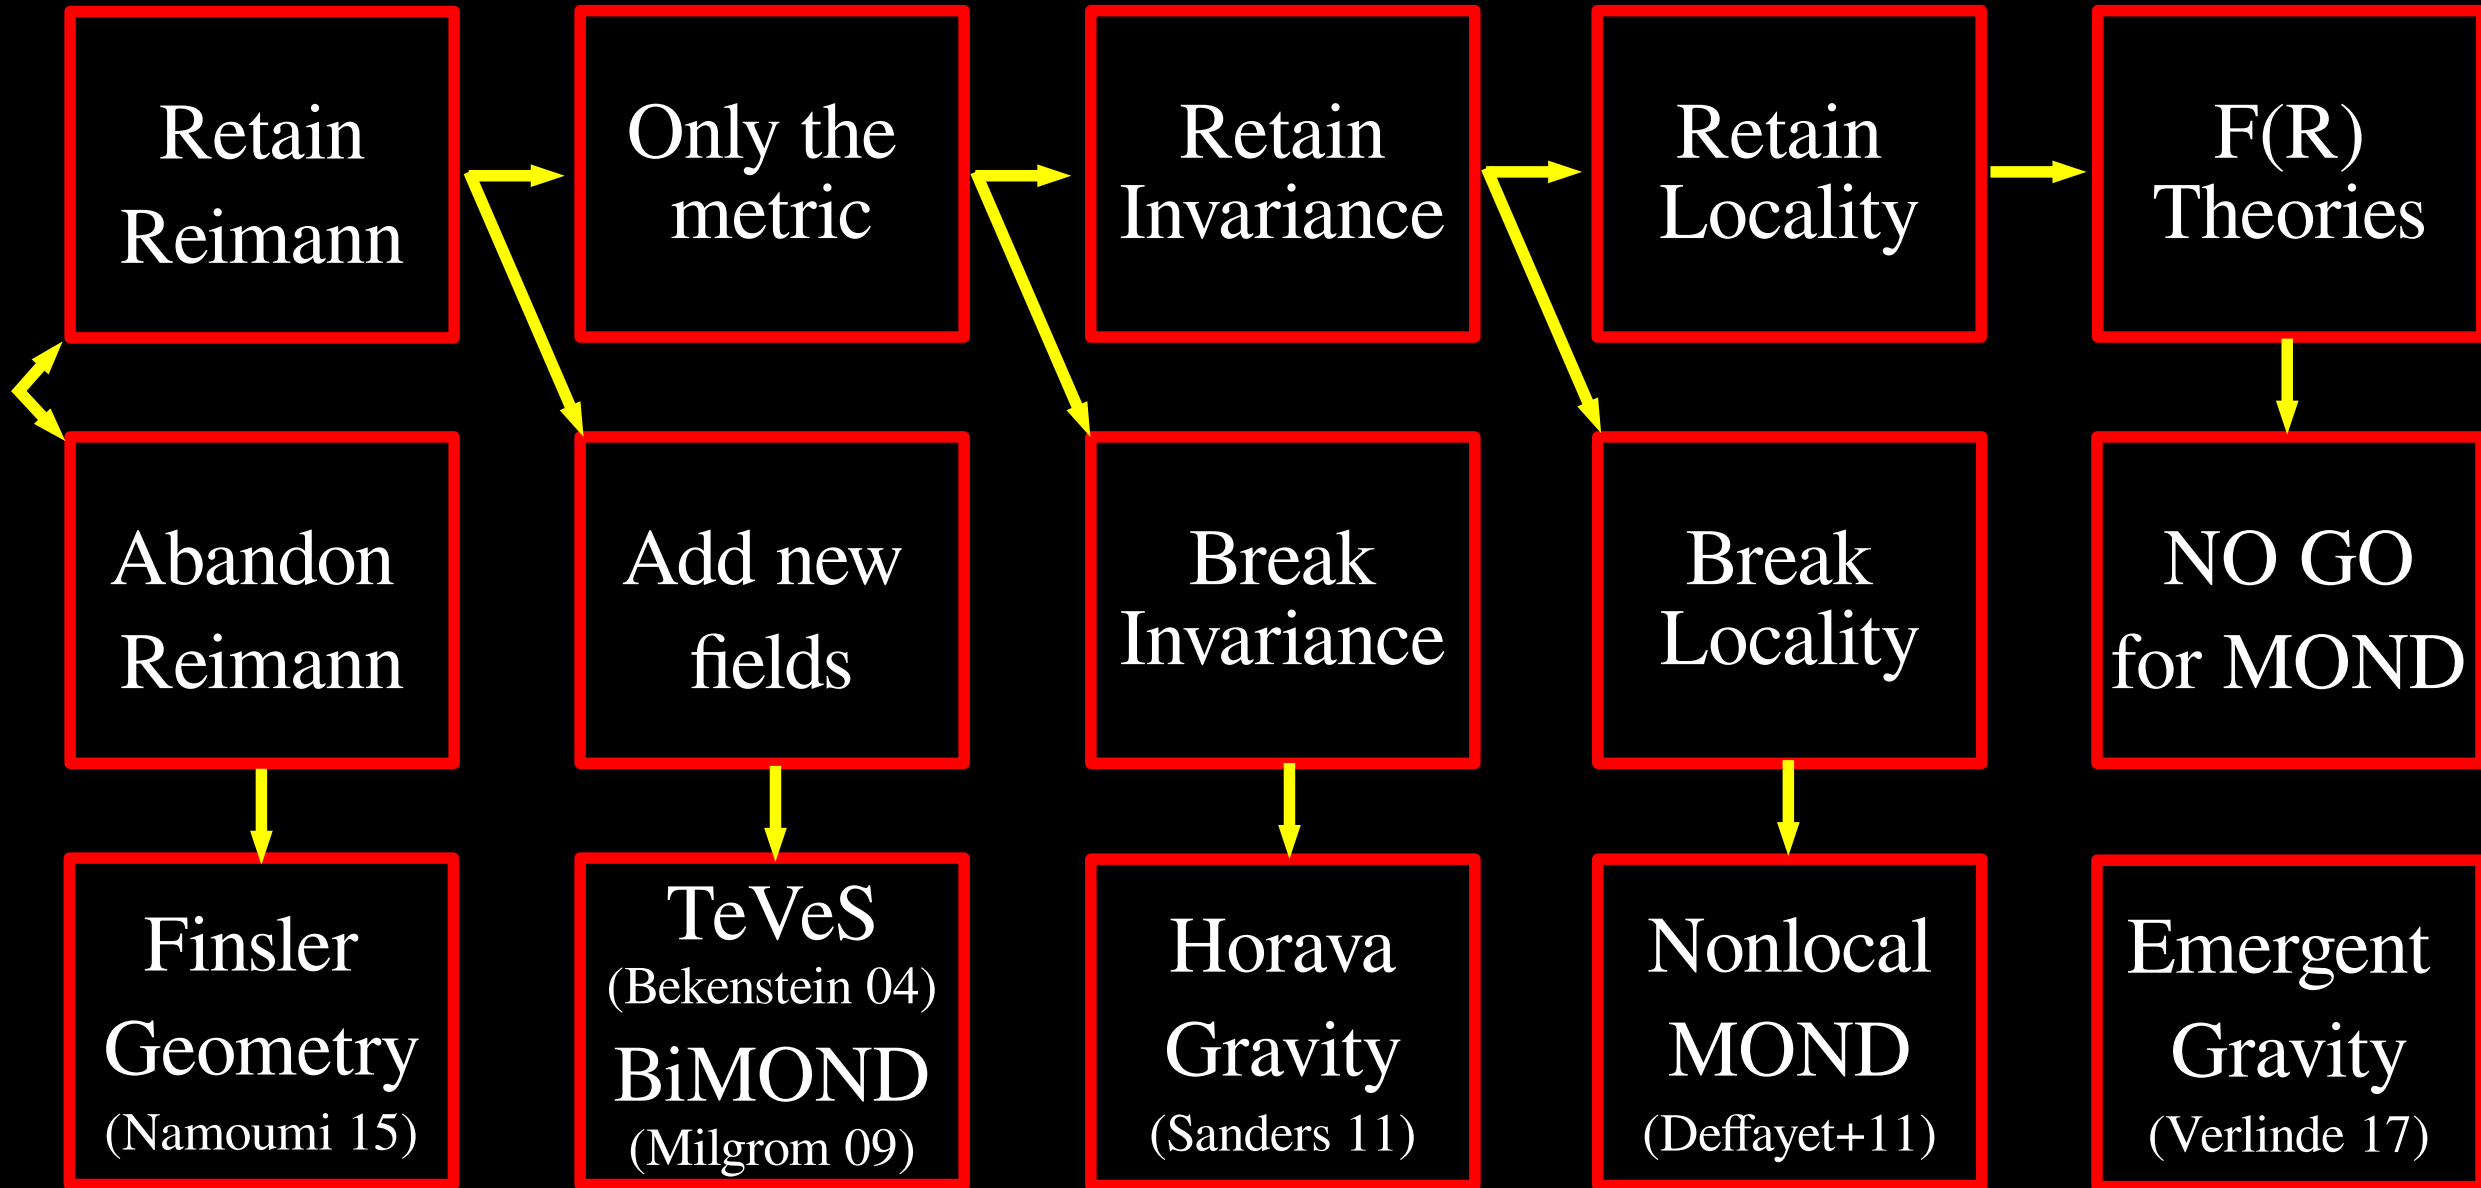 Retain
Reimann
Only the
metric
Retain
Invariance
Retain
Locality
F(R)
Theories
Abandon
Reimann
Add new
fields
Break
Invariance
Break
Locality
NO GO
for MOND
Finsler
Geometry
(Namoumi 15)
TeVeS
(Bekenstein 04)
BiMOND
(Milgrom 09)
Horava
Gravity
(Sanders 11)
Nonlocal
MOND
(Deffayet+11)
Emergent
Gravity
(Verlinde 17)